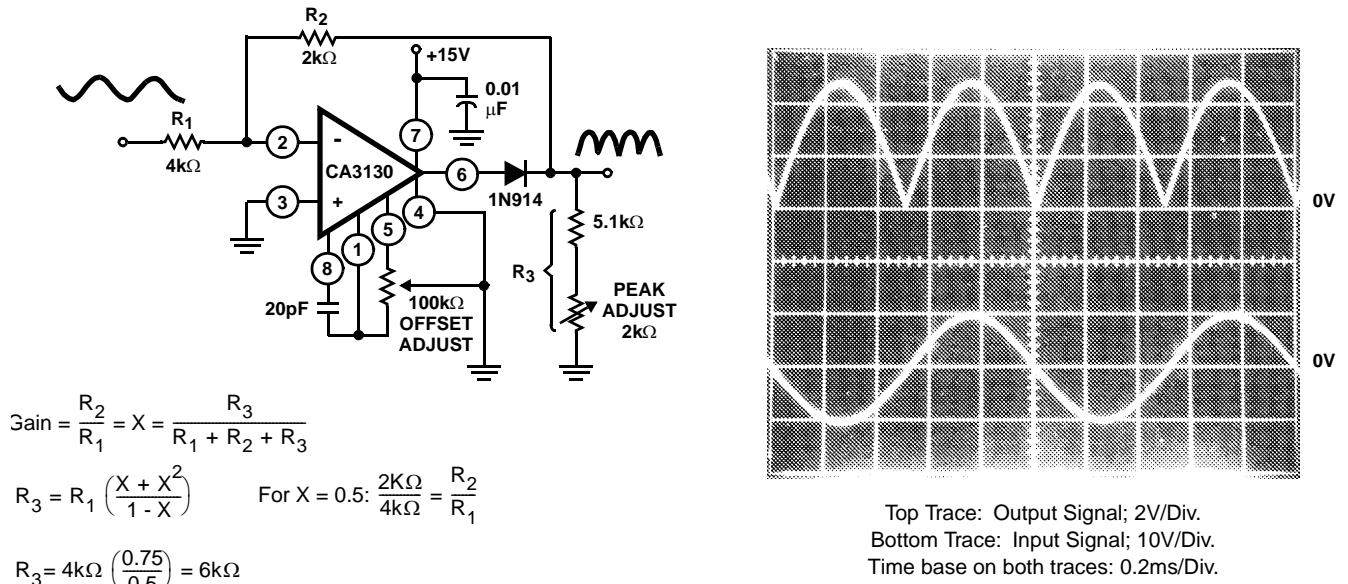 R2
2kΩ
+15V
0.01
μF
R1
4kΩ
2
-
7
CA3130
6
1N914
3
+
4
5
1
8
5.1kΩ
R3
20pF
100kΩ
OFFSET
ADJUST
PEAK
ADJUST
2kΩ
0V
0V
Gain = R2/R1 = X = R3/(R1 + R2 + R3)
R3 = R1 ((X + X²)/(1 - X)) For X = 0.5: 2KΩ/4kΩ = R2/R1
R3= 4kΩ (0.75/0.5) = 6kΩ
Top Trace: Output Signal; 2V/Div.
Bottom Trace: Input Signal; 10V/Div.
Time base on both traces: 0.2ms/Div.